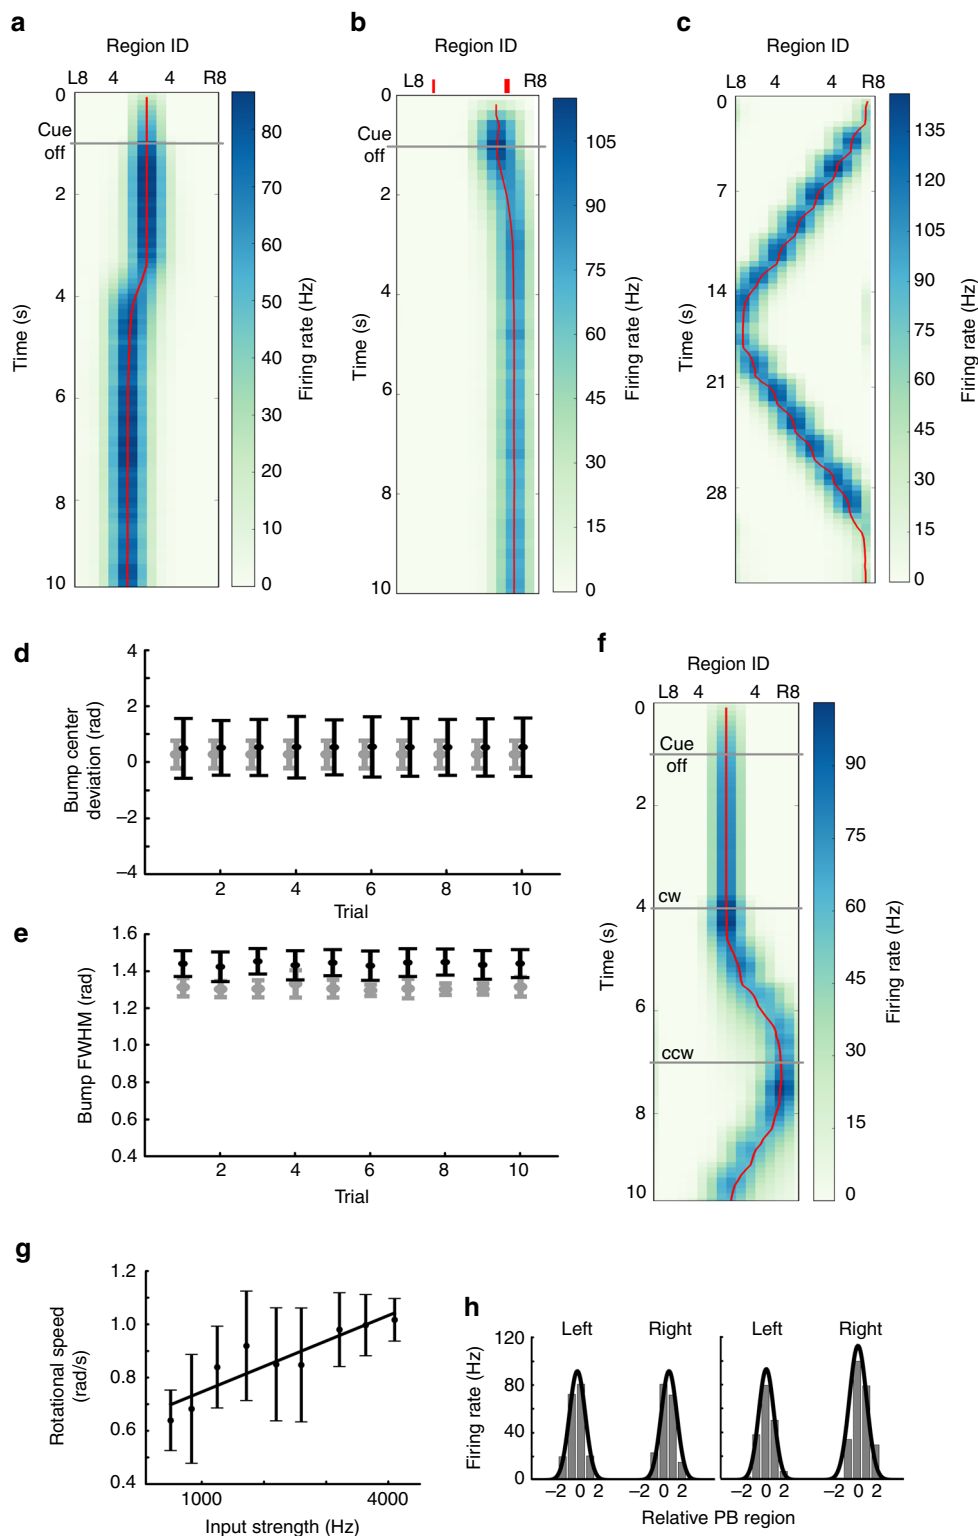 a
Region ID
L8 4 4 R8
0
Cue
off
2
4
6
8
10
Time (s)
80
70
60
50
40
30
20
10
0
Firing rate (Hz)
b
Region ID
L8 R8
0
Cue
off
2
4
6
8
10
Time (s)
105
90
75
60
45
30
15
0
Firing rate (Hz)
c
Region ID
L8 4 4 R8
0
7
14
21
28
Time (s)
135
120
105
90
75
60
45
30
15
0
Firing rate (Hz)
d
4
2
0
−2
−4
Bump center
deviation (rad)
2 4 6 8 10
Trial
e
1.6
1.4
1.2
1.0
0.8
0.6
0.4
Bump FWHM (rad)
2 4 6 8 10
Trial
f
Region ID
L8 4 4 R8
0
Cue
off
2
cw
4
6
ccw
8
10
Time (s)
90
75
60
45
30
15
0
Firing rate (Hz)
g
1.2
1.0
0.8
0.6
0.4
Rotational speed
(rad/s)
1000 4000
Input strength (Hz)
h
Left Right Left Right
120
80
40
0
Firing rate (Hz)
−2 0 2 −2 0 2 −2 0 2 −2 0 2
Relative PB region